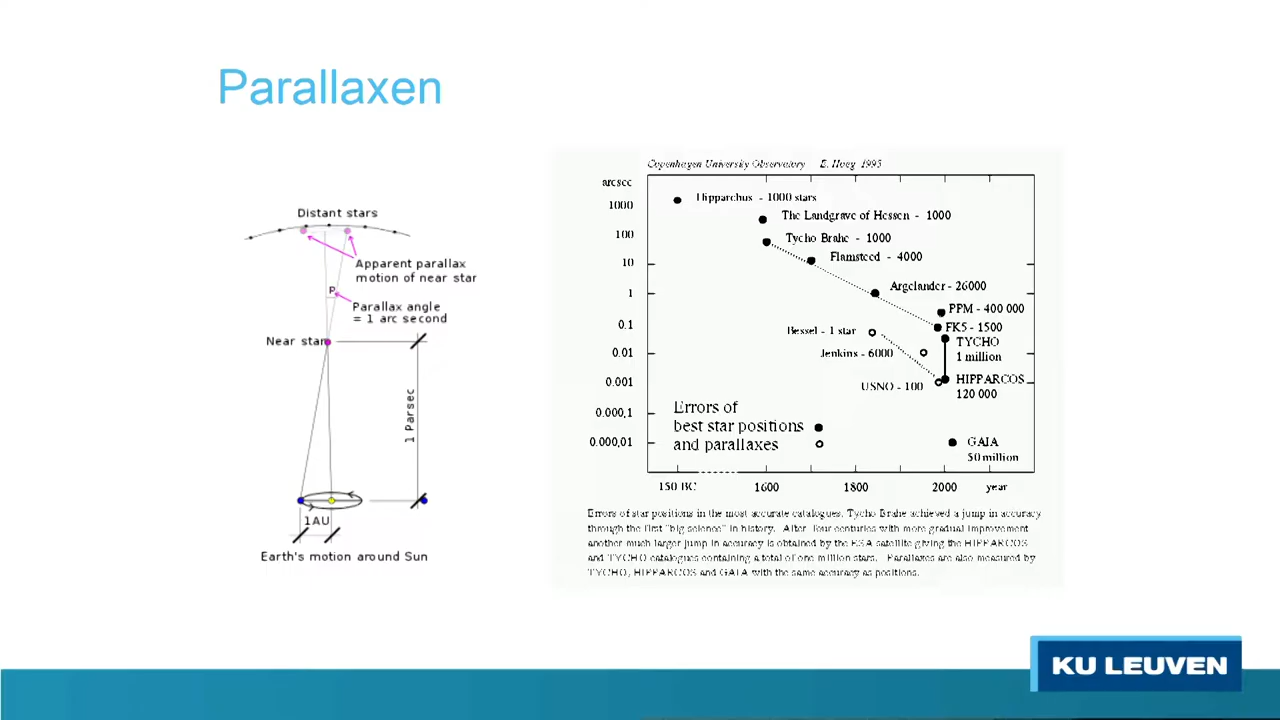 Parallaxen
Distant stars
Apparent parallax
motion of near star
P
Parallax angle
= 1 arc second
Near star
1 Parsec
1AU
Earth's motion around Sun
Copenhagen University Observatory E. Hoeg 1995
arcsec
1000
100
10
1
0.1
0.01
0.001
0.000,1
0.000,01
Hipparchus - 1000 stars
The Landgrave of Hessen - 1000
Tycho Brahe - 1000
Flamsteed - 4000
Argelander - 26000
PPM - 400 000
FK5 - 1500
Bessel - 1 star
TYCHO
1 million
Jenkins - 6000
USNO - 100
HIPPARCOS
120 000
Errors of
best star positions
and parallaxes
GAIA
50 million
150 BC 1600 1800 2000 year
Errors of star positions in the most accurate catalogues. Tycho Brahe achieved a jump in accuracy
through the first "big science" in history. After four centuries with more gradual improvement
another much larger jump in accuracy is obtained by the ESA satellite giving the HIPPARCOS
and TYCHO catalogues containing a total of one million stars. Parallaxes are also measured by
TYCHO, HIPPARCOS and GAIA with the same accuracy as positions.
KU LEUVEN